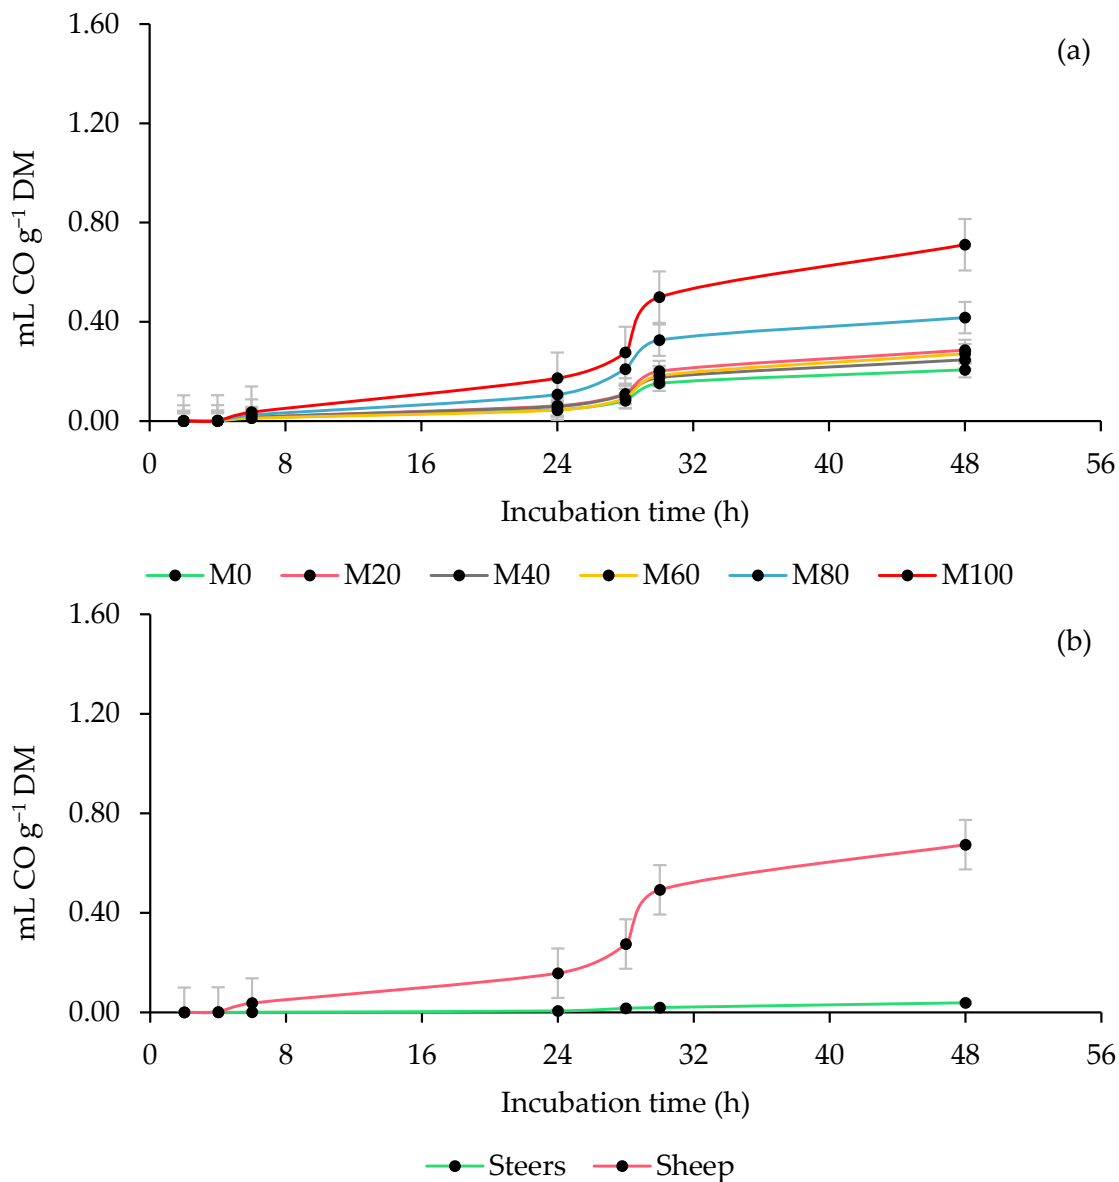 1.60
(a)
1.20
0.80
0.40
0.00
mL CO g⁻¹ DM
0 8 16 24 32 40 48 56
Incubation time (h)
M0 M20 M40 M60 M80 M100
1.60
(b)
1.20
0.80
0.40
0.00
mL CO g⁻¹ DM
0 8 16 24 32 40 48 56
Incubation time (h)
Steers Sheep